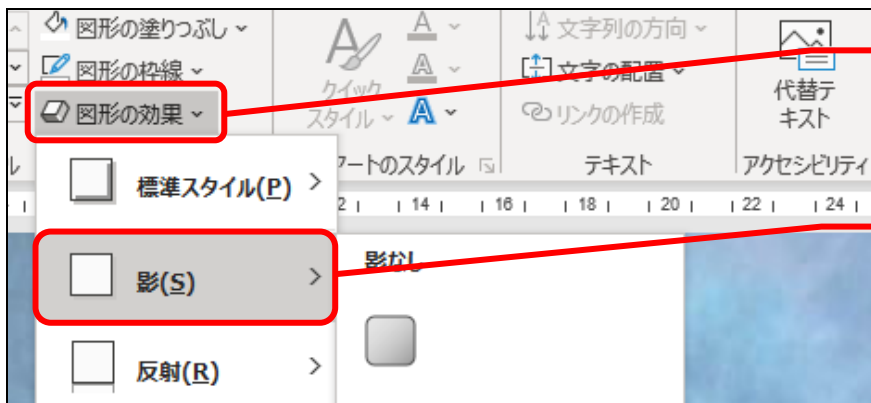 図形の塗りつぶし
図形の枠線
図形の効果
クイック
スタイル
A
A
A
A
文字列の方向
文字の配置
リンクの作成
代替テ
キスト
ル
アートのスタイル
テキスト
アクセシビリティ
標準スタイル(P)
影(S)
反射(R)
2 14 16 18 20 22 24
影なし